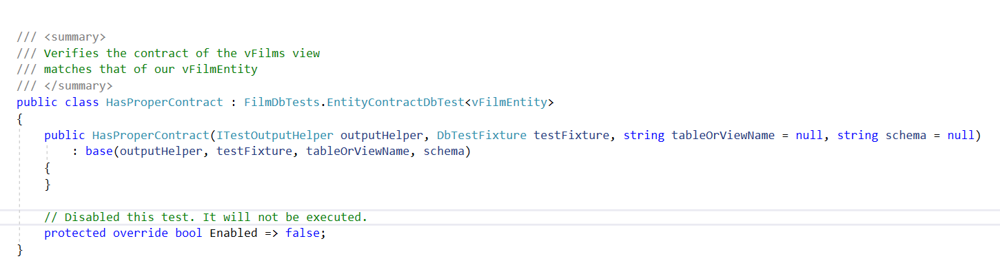 /// <summary>
/// Verifies the contract of the vFilms view
/// matches that of our vFilmEntity
/// </summary>
public class HasProperContract : FilmDbTests.EntityContractDbTest<vFilmEntity>
{
    public HasProperContract(ITestOutputHelper outputHelper, DbTestFixture testFixture, string tableOrViewName = null, string schema = null)
        : base(outputHelper, testFixture, tableOrViewName, schema)
    {
    }

    // Disabled this test. It will not be executed.
    protected override bool Enabled => false;
}